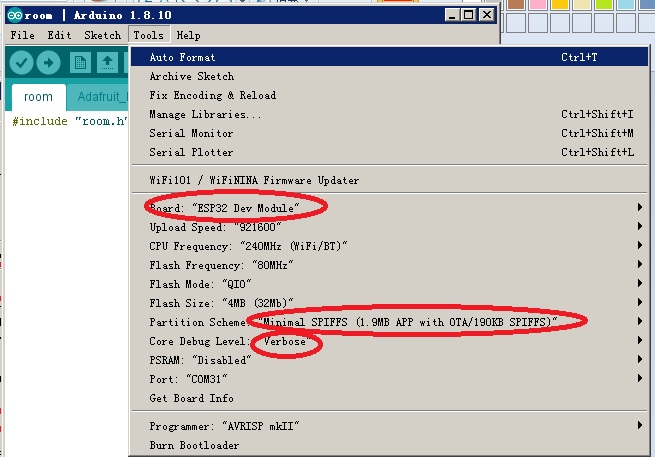 room | Arduino 1.8.10
File Edit Sketch Tools Help
room
#include "room.h"
Auto Format Ctrl+T
Archive Sketch
Fix Encoding & Reload
Manage Libraries... Ctrl+Shift+I
Serial Monitor Ctrl+Shift+M
Serial Plotter Ctrl+Shift+L
WiFi101 / WiFiNINA Firmware Updater
Board: "ESP32 Dev Module"
Upload Speed: "921600"
CPU Frequency: "240MHz (WiFi/BT)"
Flash Frequency: "80MHz"
Flash Mode: "QIO"
Flash Size: "4MB (32Mb)"
Partition Scheme: "Minimal SPIFFS (1.9MB APP with OTA/190KB SPIFFS)"
Core Debug Level: "Verbose"
PSRAM: "Disabled"
Port: "COM31"
Get Board Info
Programmer: "AVRISP mkII"
Burn Bootloader